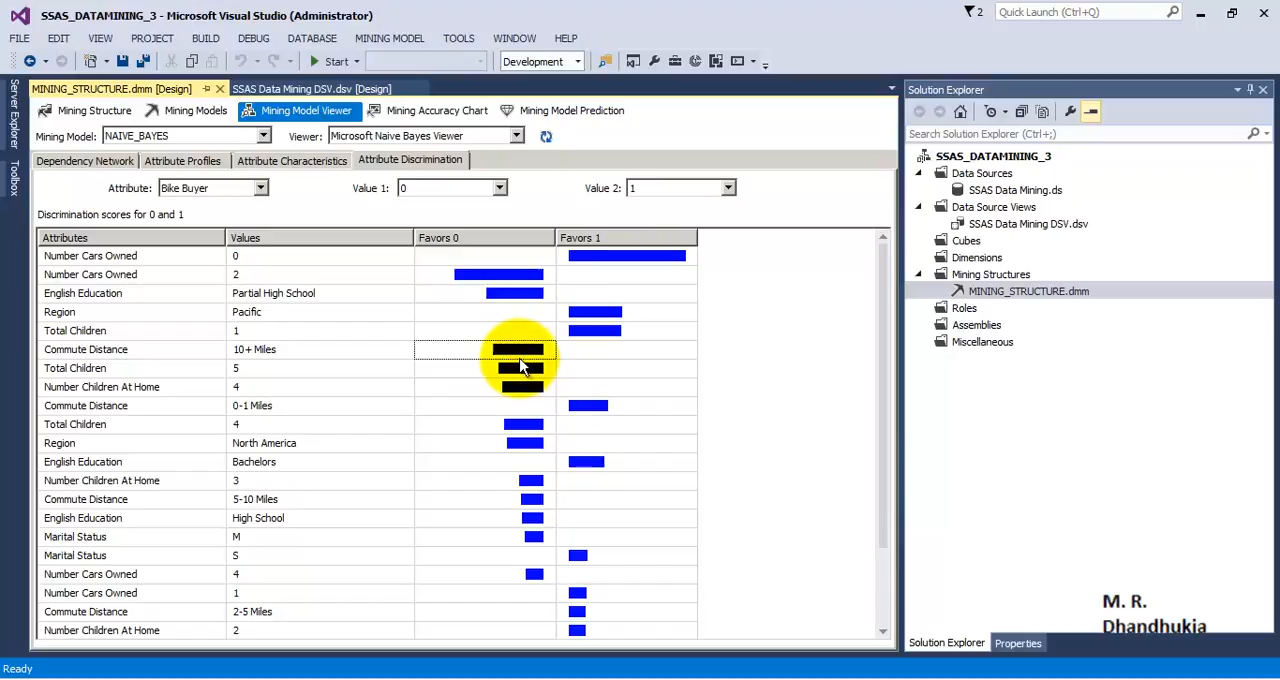 SSAS_DATAMINING_3 - Microsoft Visual Studio (Administrator)
2
Quick Launch (Ctrl+Q)
FILE EDIT VIEW PROJECT BUILD DEBUG DATABASE MINING MODEL TOOLS WINDOW HELP
Start
Development
Server Explorer
Toolbox
MINING_STRUCTURE.dmm [Design]
SSAS Data Mining DSV.dsv [Design]
Mining Structure
Mining Models
Mining Model Viewer
Mining Accuracy Chart
Mining Model Prediction
Mining Model: NAIVE_BAYES
Viewer: Microsoft Naive Bayes Viewer
Dependency Network
Attribute Profiles
Attribute Characteristics
Attribute Discrimination
Attribute: Bike Buyer
Value 1: 0
Value 2: 1
Discrimination scores for 0 and 1
Attributes Values Favors 0 Favors 1
Number Cars Owned 0
Number Cars Owned 2
English Education Partial High School
Region Pacific
Total Children 1
Commute Distance 10+ Miles
Total Children 5
Number Children At Home 4
Commute Distance 0-1 Miles
Total Children 4
Region North America
English Education Bachelors
Number Children At Home 3
Commute Distance 5-10 Miles
English Education High School
Marital Status M
Marital Status S
Number Cars Owned 4
Number Cars Owned 1
Commute Distance 2-5 Miles
Number Children At Home 2
Solution Explorer
Search Solution Explorer (Ctrl+;)
SSAS_DATAMINING_3
Data Sources
SSAS Data Mining.ds
Data Source Views
SSAS Data Mining DSV.dsv
Cubes
Dimensions
Mining Structures
MINING_STRUCTURE.dmm
Roles
Assemblies
Miscellaneous
M. R.
Dhandhukia
Solution Explorer
Properties
Ready